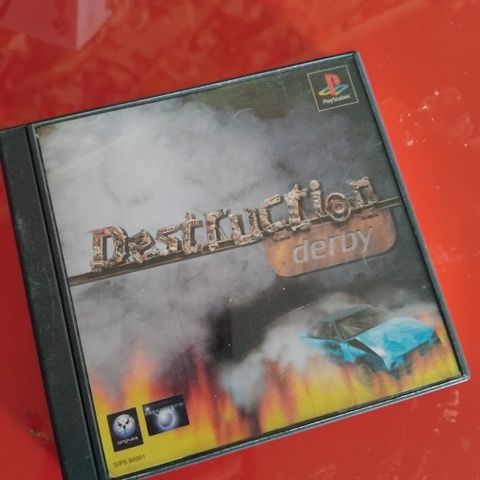 PlayStation
Destruction
derby
SIPS 60001